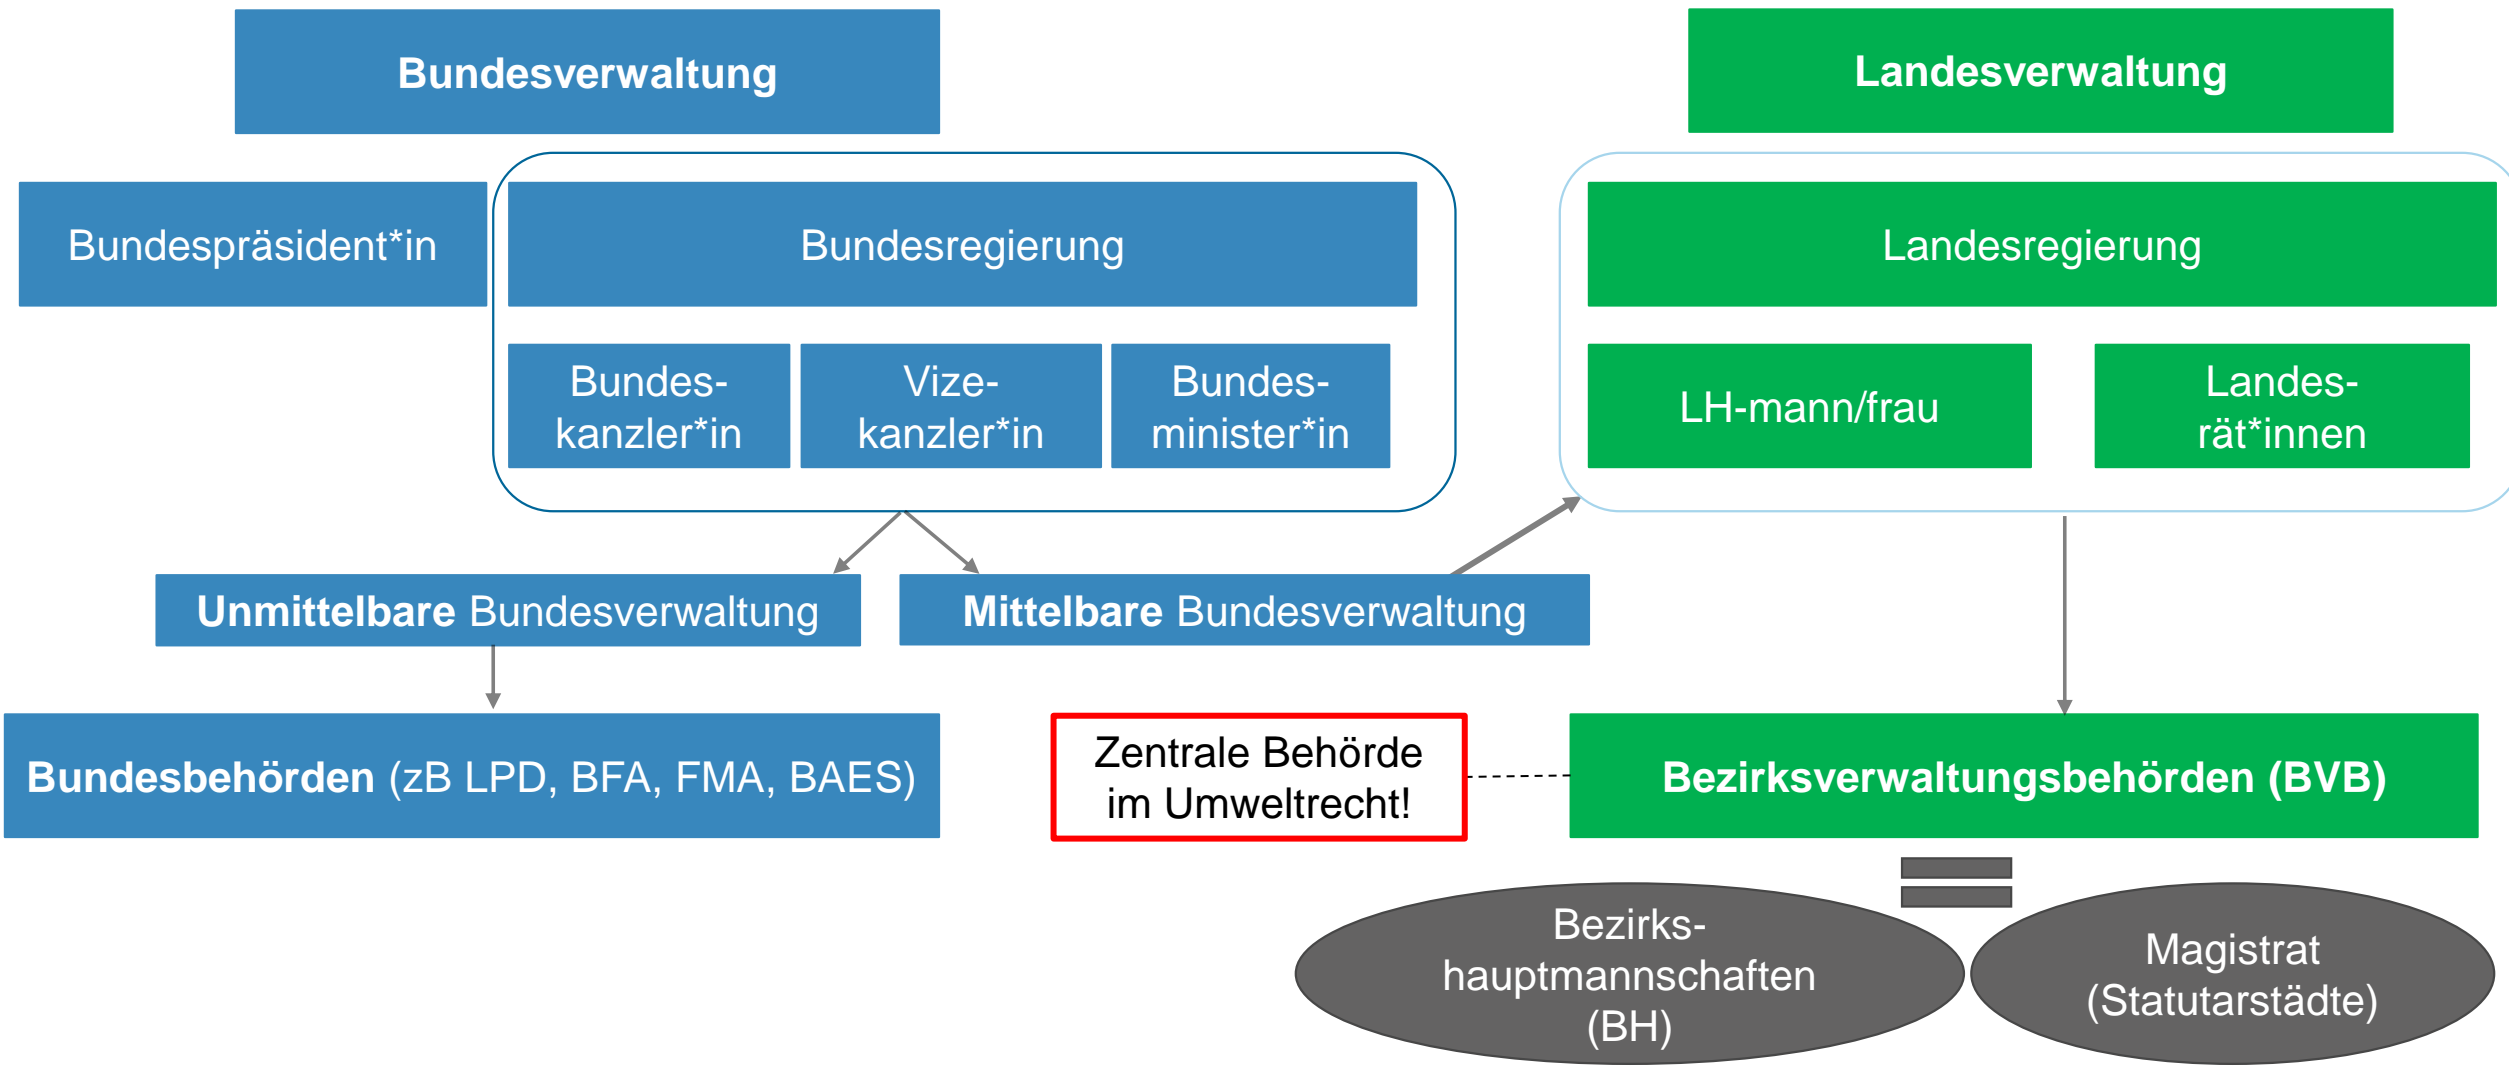 Bundesverwaltung
Landesverwaltung
Bundespräsident*in
Bundesregierung
Landesregierung
Bundes-
kanzler*in
Vize-
kanzler*in
Bundes-
minister*in
LH-mann/frau
Landes-
rät*innen
Unmittelbare Bundesverwaltung
Mittelbare Bundesverwaltung
Bundesbehörden (zB LPD, BFA, FMA, BAES)
Zentrale Behörde
im Umweltrecht!
Bezirksverwaltungsbehörden (BVB)
Bezirks-
hauptmannschaften
(BH)
Magistrat
(Statutarstädte)